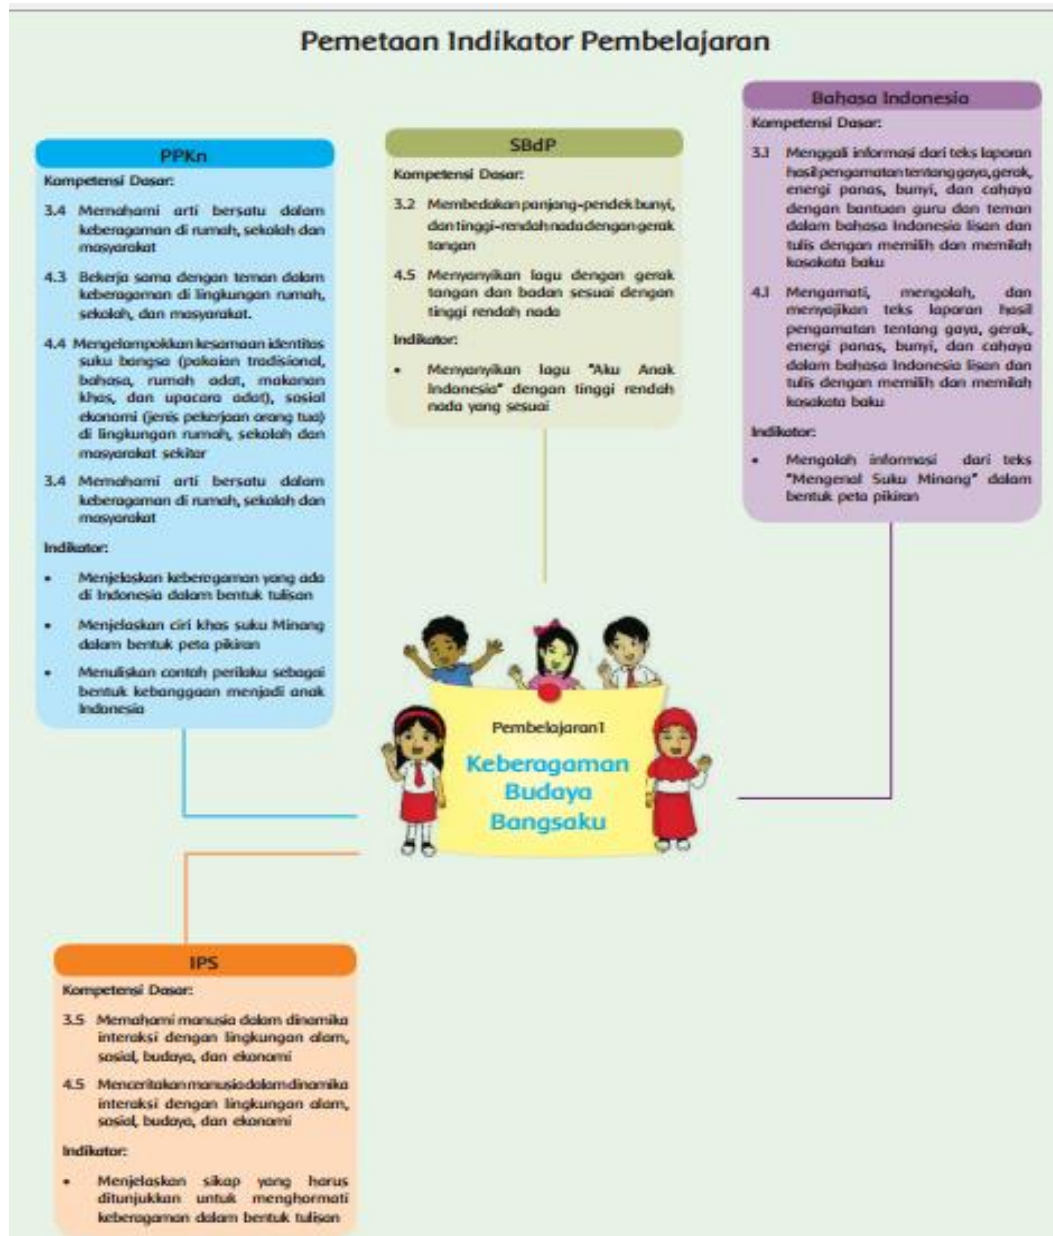 Pemetaan Indikator Pembelajaran
PPKn
Kompetensi Dasar:
3.4 Memahami arti bersatu dalam
keberagaman di rumah, sekolah dan
masyarakat
4.3 Bekerja sama dengan teman dalam
keberagaman di lingkungan rumah,
sekolah, dan masyarakat.
4.4 Mengelompokkan kesamaan identitas
suku bangsa (pakaian tradisional,
bahasa, rumah adat, makanan
khas, dan upacara adat), sosial
ekonomi (jenis pekerjaan orang tua)
di lingkungan rumah, sekolah dan
masyarakat sekitar
3.4 Memahami arti bersatu dalam
keberagaman di rumah, sekolah dan
masyarakat
Indikator:
• Menjelaskan keberagaman yang ada
di Indonesia dalam bentuk tulisan
• Menjelaskan ciri khas suku Minang
dalam bentuk peta pikiran
• Menuliskan contoh perilaku sebagai
bentuk kebanggaan menjadi anak
Indonesia
SBdP
Kompetensi Dasar:
3.2 Membedakan panjang-pendek bunyi,
dan tinggi-rendah nada dengan gerak
tangan
4.5 Menyanyikan lagu dengan gerak
tangan dan badan sesuai dengan
tinggi rendah nada
Indikator:
• Menyanyikan lagu "Aku Anak
Indonesia" dengan tinggi rendah
nada yang sesuai
Bahasa Indonesia
Kompetensi Dasar:
3.1 Menggali informasi dari teks laporan
hasil pengamatan tentang gaya, gerak,
energi panas, bunyi, dan cahaya
dengan bantuan guru dan teman
dalam bahasa Indonesia lisan dan
tulis dengan memilih dan memilah
kosakata baku
4.1 Mengamati, mengolah, dan
menyajikan teks laporan hasil
pengamatan tentang gaya, gerak,
energi panas, bunyi, dan cahaya
dalam bahasa Indonesia lisan dan
tulis dengan memilih dan memilah
kosakata baku
Indikator:
• Mengolah informasi dari teks
"Mengenal Suku Minang" dalam
bentuk peta pikiran
Pembelajaran1
Keberagaman
Budaya
Bangsaku
IPS
Kompetensi Dasar:
3.5 Memahami manusia dalam dinamika
interaksi dengan lingkungan alam,
sosial, budaya, dan ekonomi
4.5 Menceritakan manusia dalam dinamika
interaksi dengan lingkungan alam,
sosial, budaya, dan ekonomi
Indikator:
• Menjelaskan sikap yang harus
ditunjukkan untuk menghormati
keberagaman dalam bentuk tulisan